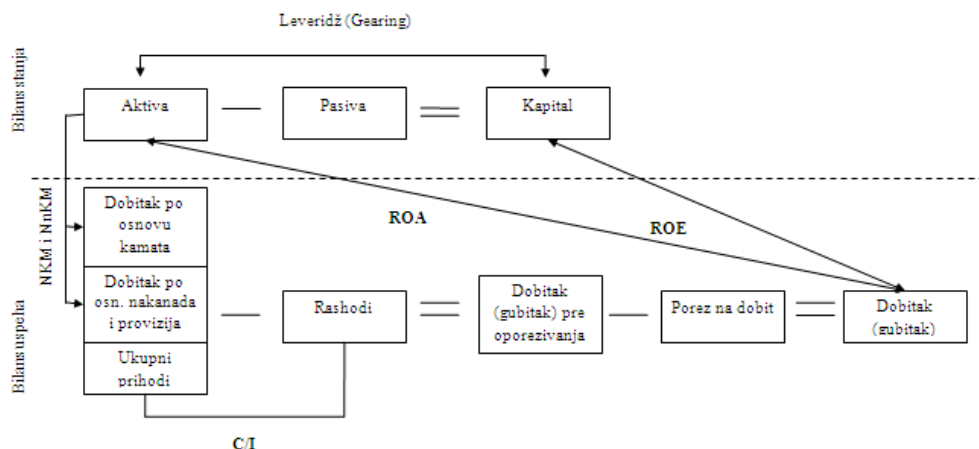 Leveridž (Gearing)
Bilans stanja
Aktiva
Pasiva
Kapital
NKM i NnKM
Dobitak po
osnovu
kamata
ROA
ROE
Bilans uspeha
Dobitak po
osn. nakanada
i provizija
Rashodi
Dobitak
(gubitak) pre
oporezivanja
Porez na dobit
Dobitak
(gubitak)
Ukupni
prihodi
C/I